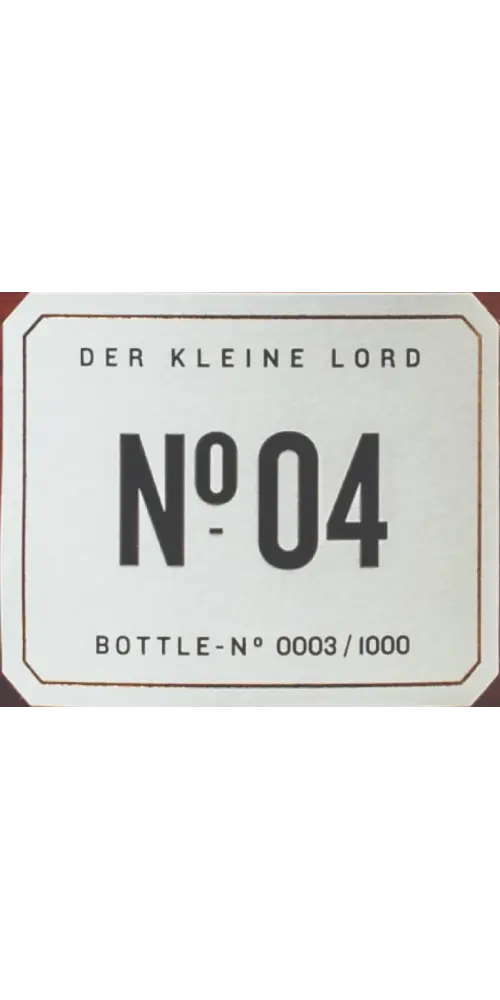 DER KLEINE LORD
Nº 04
BOTTLE-Nº 0003/1000